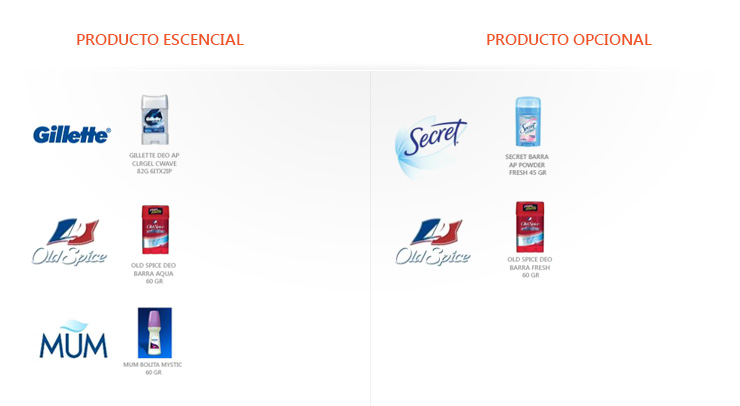 PRODUCTO ESCENCIAL
PRODUCTO OPCIONAL
Gillette®
GILLETTE DEO AP
CLRGEL CWAVE
82G 6ITX2IP
Secret
SECRET BARRA
AP POWDER
FRESH 45 GR
Old Spice
OLD SPICE DEO
BARRA AQUA
60 GR
Old Spice
OLD SPICE DEO
BARRA FRESH
60 GR
MUM
MUM BOLITA MYSTIC
60 GR